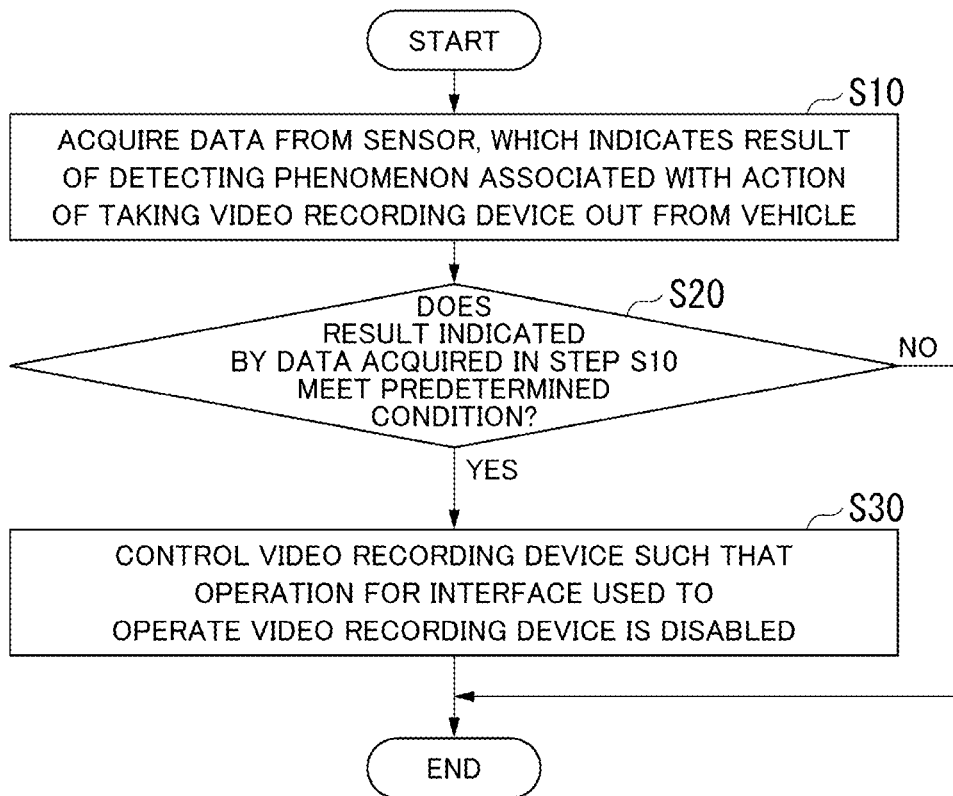 START
S10
ACQUIRE DATA FROM SENSOR, WHICH INDICATES RESULT
OF DETECTING PHENOMENON ASSOCIATED WITH ACTION
OF TAKING VIDEO RECORDING DEVICE OUT FROM VEHICLE
S20
DOES
RESULT INDICATED
BY DATA ACQUIRED IN STEP S10
MEET PREDETERMINED
CONDITION?
NO
YES
S30
CONTROL VIDEO RECORDING DEVICE SUCH THAT
OPERATION FOR INTERFACE USED TO
OPERATE VIDEO RECORDING DEVICE IS DISABLED
END